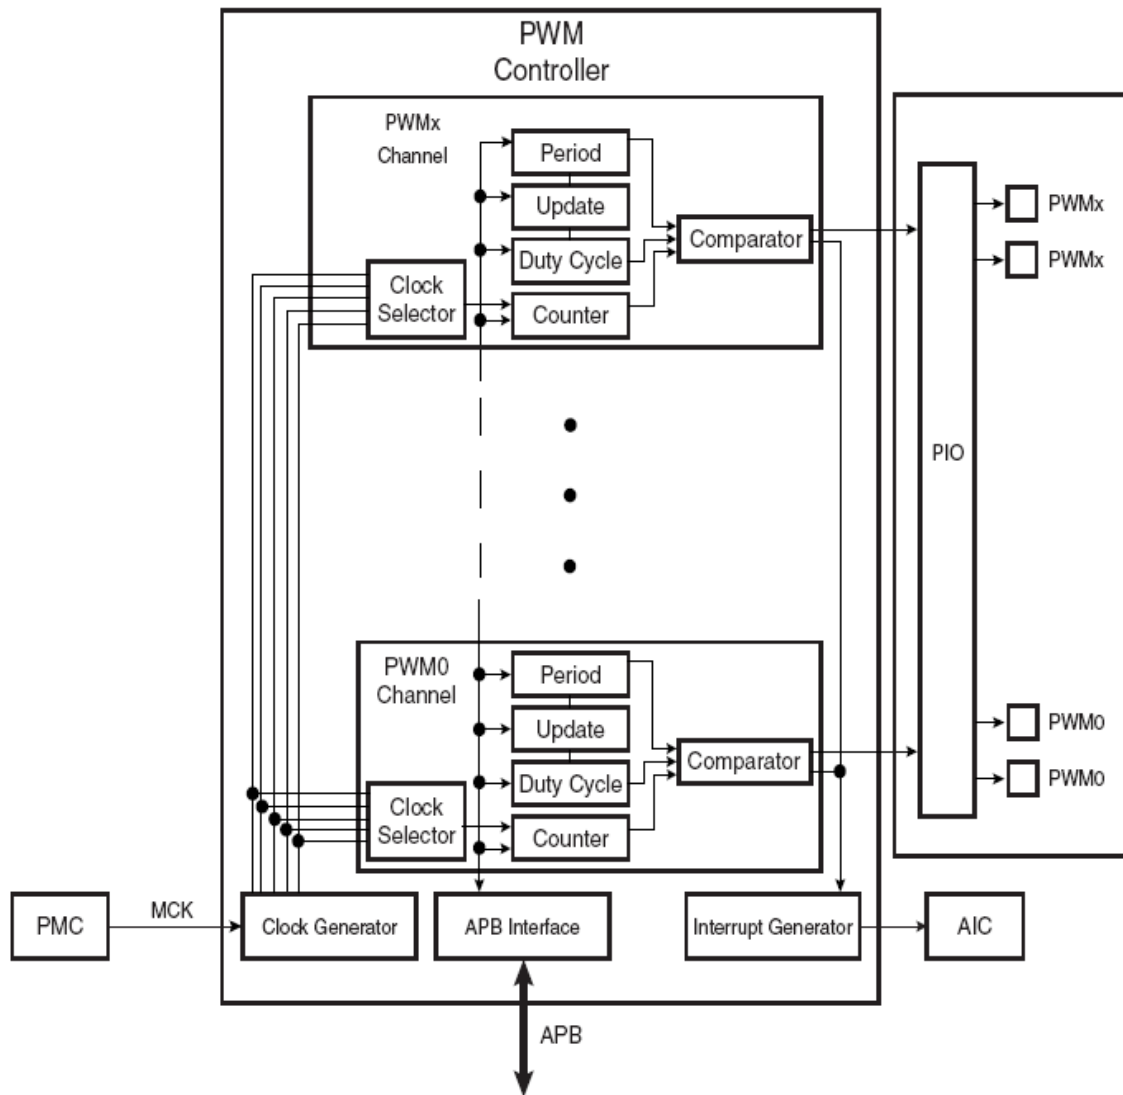 PWM
Controller
PWMx
Channel
Period
Update
Duty Cycle
Counter
Clock
Selector
Comparator
PWMx
PWMx
PIO
PWM0
Channel
Period
Update
Duty Cycle
Counter
Clock
Selector
Comparator
PWM0
PWM0
PMC
MCK
Clock Generator
APB Interface
Interrupt Generator
AIC
APB